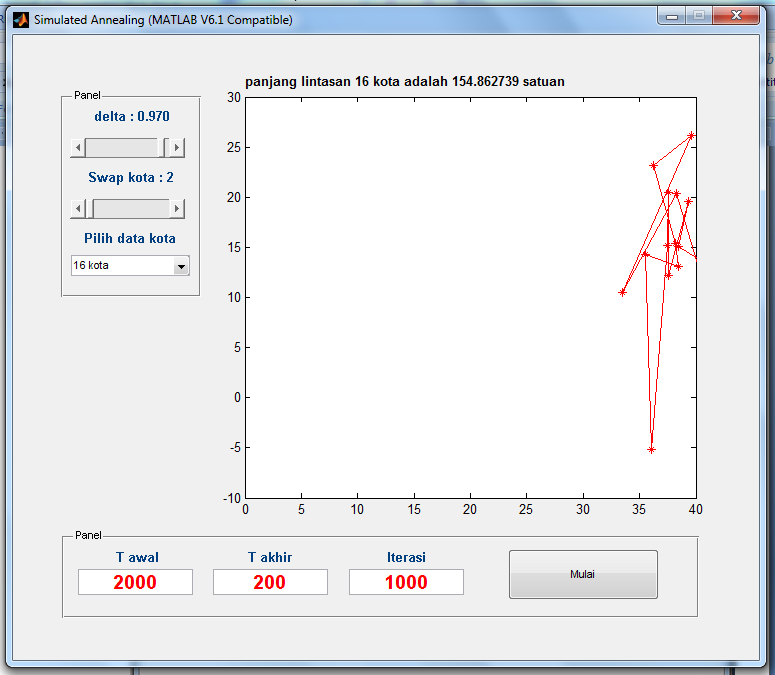 Simulated Annealing (MATLAB V6.1 Compatible)
panjang lintasan 16 kota adalah 154.862739 satuan
Panel
delta : 0.970
Swap kota : 2
Pilih data kota
16 kota
30
25
20
15
10
5
0
-5
-10
0 5 10 15 20 25 30 35 40
Panel
T awal T akhir Iterasi
2000 200 1000
Mulai